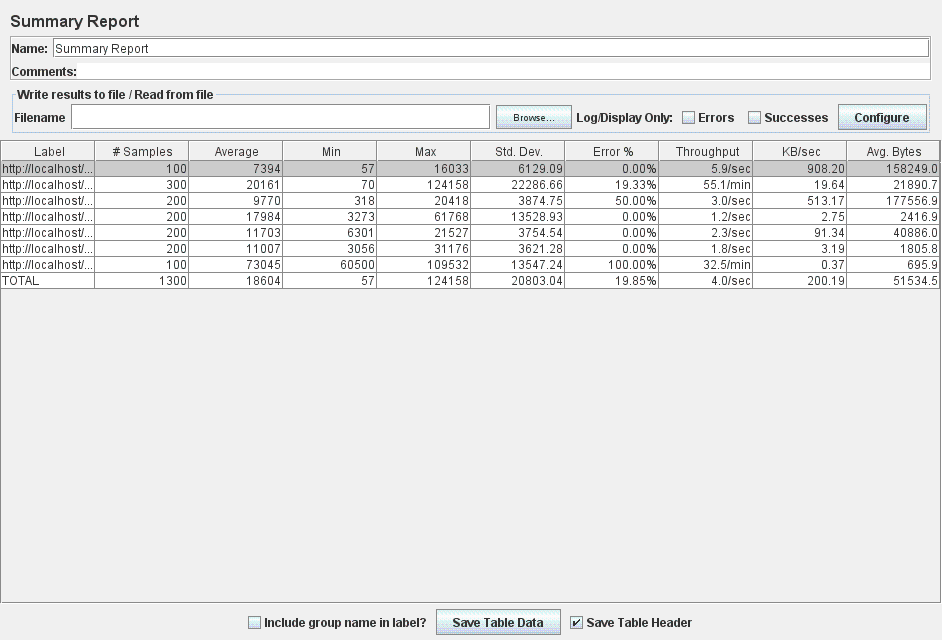 Summary Report
Name: Summary Report
Comments:
Write results to file / Read from file
Filename Browse... Log/Display Only: Errors Successes Configure
Label # Samples Average Min Max Std. Dev. Error % Throughput KB/sec Avg. Bytes
http://localhost/... 100 7394 57 16033 6129.09 0.00% 5.9/sec 908.20 158249.0
http://localhost/... 300 20161 70 124158 22286.66 19.33% 55.1/min 19.64 21890.7
http://localhost/... 200 9770 318 20418 3874.75 50.00% 3.0/sec 513.17 177556.9
http://localhost/... 200 17984 3273 61768 13528.93 0.00% 1.2/sec 2.75 2416.9
http://localhost/... 200 11703 6301 21527 3754.54 0.00% 2.3/sec 91.34 40886.0
http://localhost/... 200 11007 3056 31176 3621.28 0.00% 1.8/sec 3.19 1805.8
http://localhost/... 100 73045 60500 109532 13547.24 100.00% 32.5/min 0.37 695.9
TOTAL 1300 18604 57 124158 20803.04 19.85% 4.0/sec 200.19 51534.5
Include group name in label? Save Table Data Save Table Header